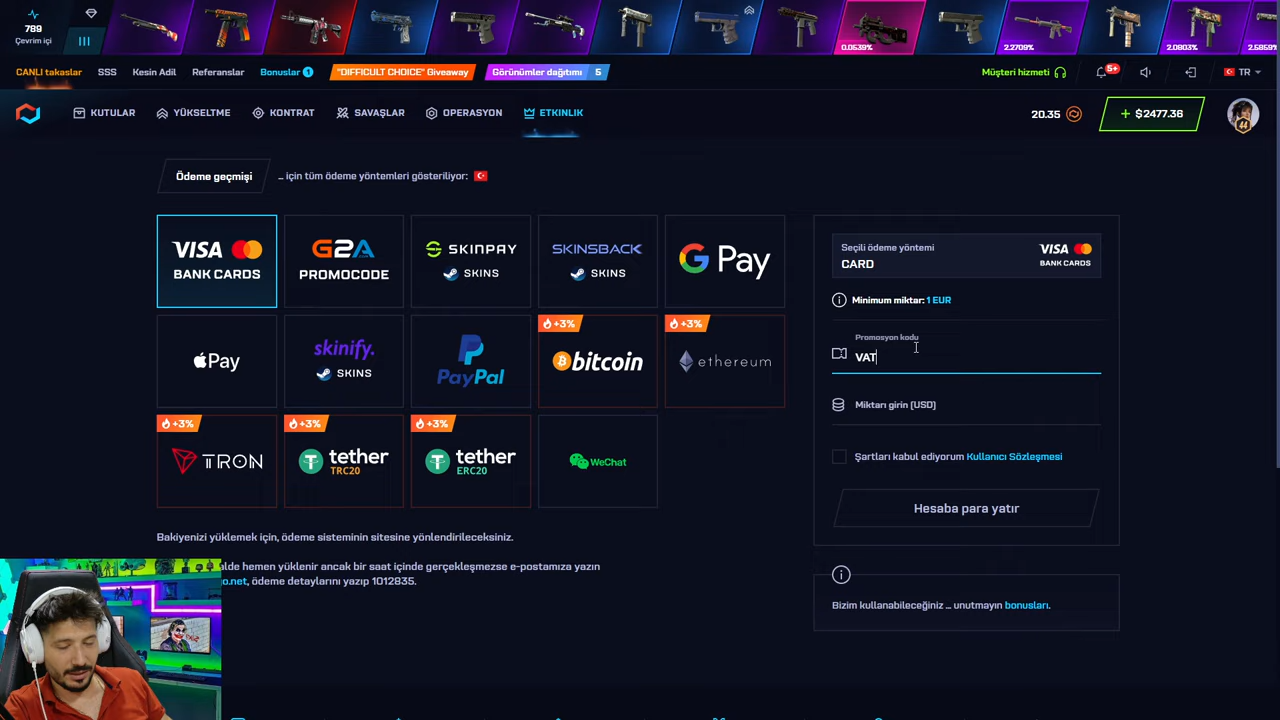 789
Çevrim içi
0.0539%
2.2709%
2.0803%
2.5859%
CANLI takaslar
SSS
Kesin Adil
Referanslar
Bonuslar 1
"DIFFICULT CHOICE" Giveaway
Görünümler dağıtımı 5
Müşteri hizmeti
5+
TR
KUTULAR
YÜKSELTME
KONTRAT
SAVAŞLAR
OPERASYON
ETKINLIK
20.35
+ $2477.36
44
Ödeme geçmişi
... için tüm ödeme yöntemleri gösteriliyor:
VISA
BANK CARDS
G2A
PROMOCODE
SKINPAY
SKINS
SKINSBACK
SKINS
G Pay
Pay
skinify.
SKINS
PayPal
+3%
bitcoin
+3%
ethereum
+3%
TRON
+3%
tether
TRC20
+3%
tether
ERC20
WeChat
Seçili ödeme yöntemi
CARD
VISA
BANK CARDS
Minimum miktar: 1 EUR
Promosyon kodu
VAT
Miktarı girin (USD)
Şartları kabul ediyorum Kullanıcı Sözleşmesi
Hesaba para yatır
Bizim kullanabileceğiniz ... unutmayın bonusları.
Bakiyenizi yüklemek için, ödeme sisteminin sitesine yönlendirileceksiniz.
lde hemen yüklenir ancak bir saat içinde gerçekleşmezse e-postamıza yazın
o.net, ödeme detaylarını yazıp 1012835.